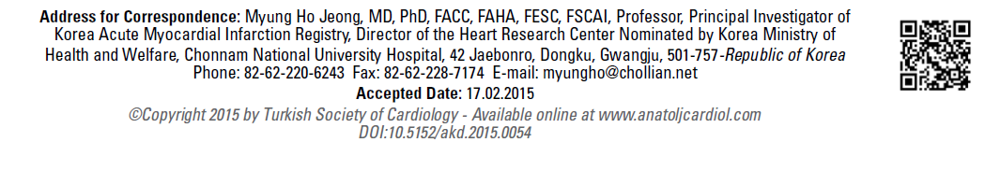 Address for Correspondence: Myung Ho Jeong, MD, PhD, FACC, FAHA, FESC, FSCAI, Professor, Principal Investigator of
Korea Acute Myocardial Infarction Registry, Director of the Heart Research Center Nominated by Korea Ministry of
Health and Welfare, Chonnam National University Hospital, 42 Jaebonro, Dongku, Gwangju, 501-757-Republic of Korea
Phone: 82-62-220-6243 Fax: 82-62-228-7174 E-mail: myungho@chollian.net
Accepted Date: 17.02.2015
©Copyright 2015 by Turkish Society of Cardiology - Available online at www.anatoljcardiol.com
DOI:10.5152/akd.2015.0054